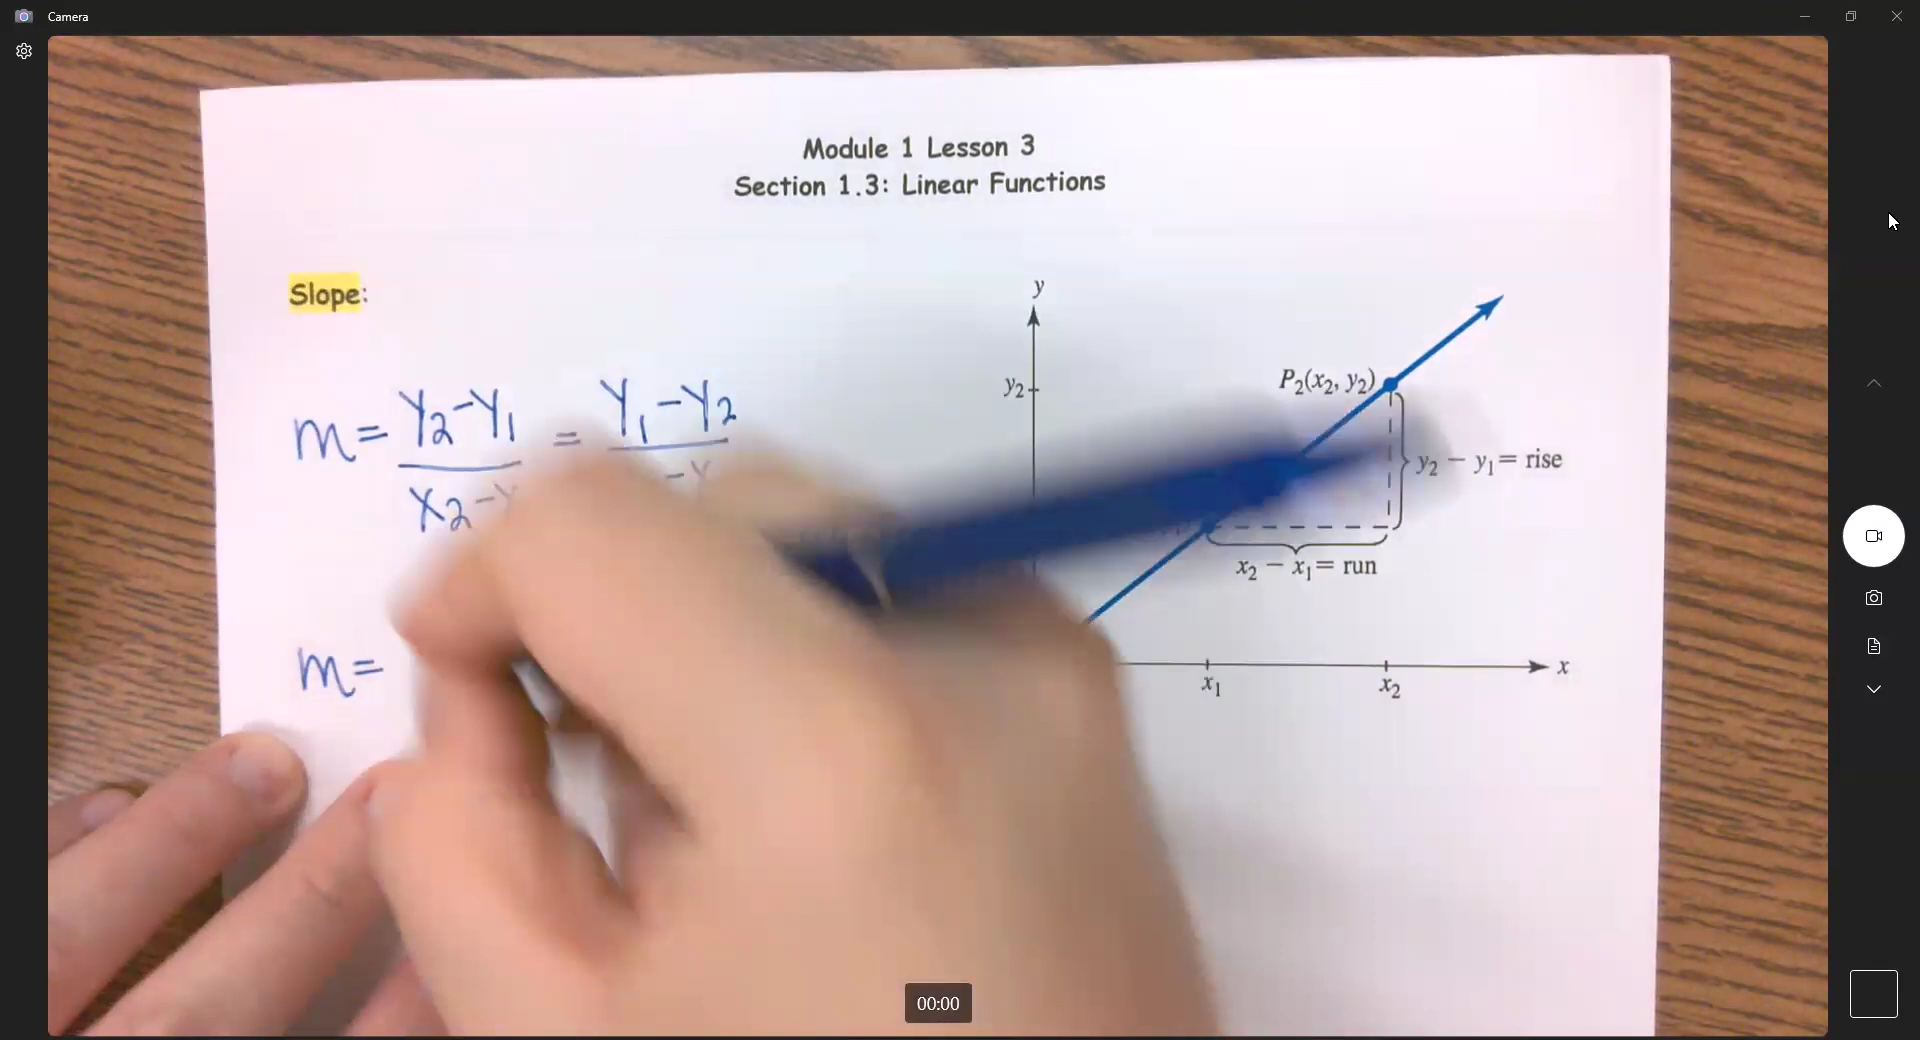 Camera
Module 1 Lesson 3
Section 1.3: Linear Functions
Slope:
y
y₂
P₂(x₂, y₂)
m = Y₂-Y₁ = Y₁-Y₂
X₂-
y₂ − y₁ = rise
x₂ − x₁ = run
m =
x
x₁
x₂
00:00